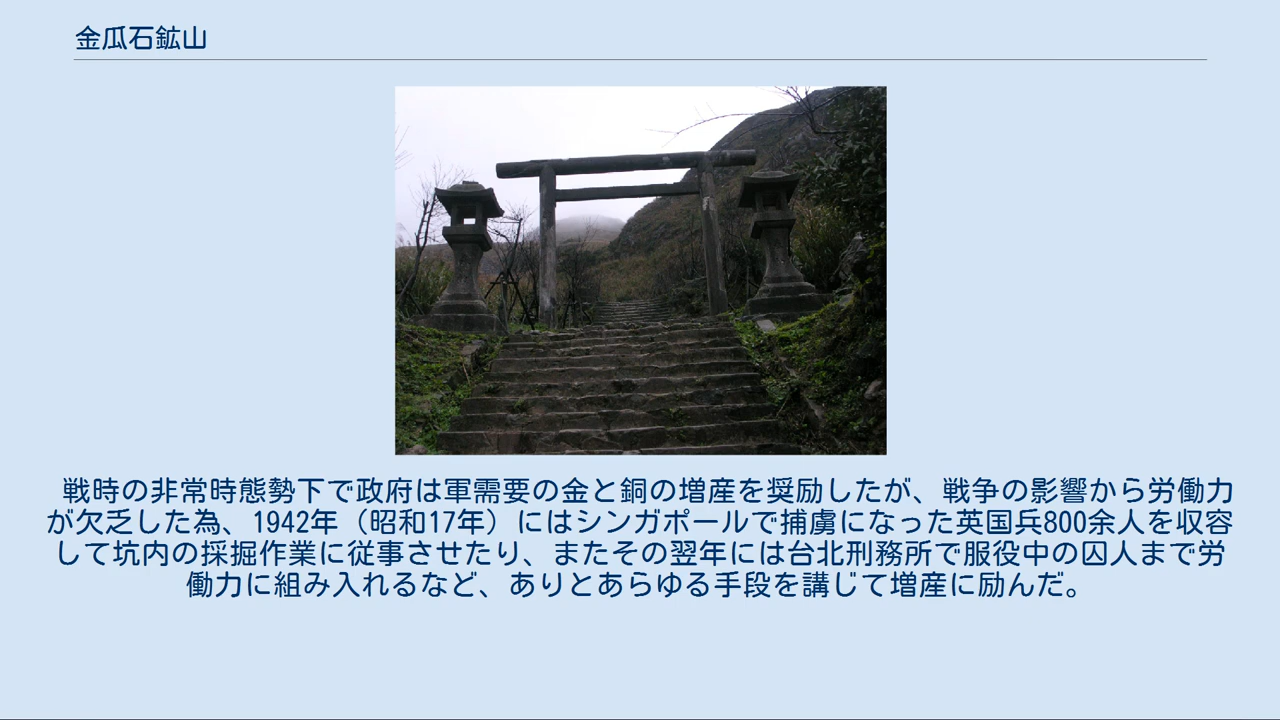 金瓜石鉱山
戦時の非常時態勢下で政府は軍需要の金と銅の増産を奨励したが、戦争の影響から労働力
が欠乏した為、1942年（昭和17年）にはシンガポールで捕虜になった英国兵800余人を収容
して坑内の採掘作業に従事させたり、またその翌年には台北刑務所で服役中の囚人まで労
働力に組み入れるなど、ありとあらゆる手段を講じて増産に励んだ。